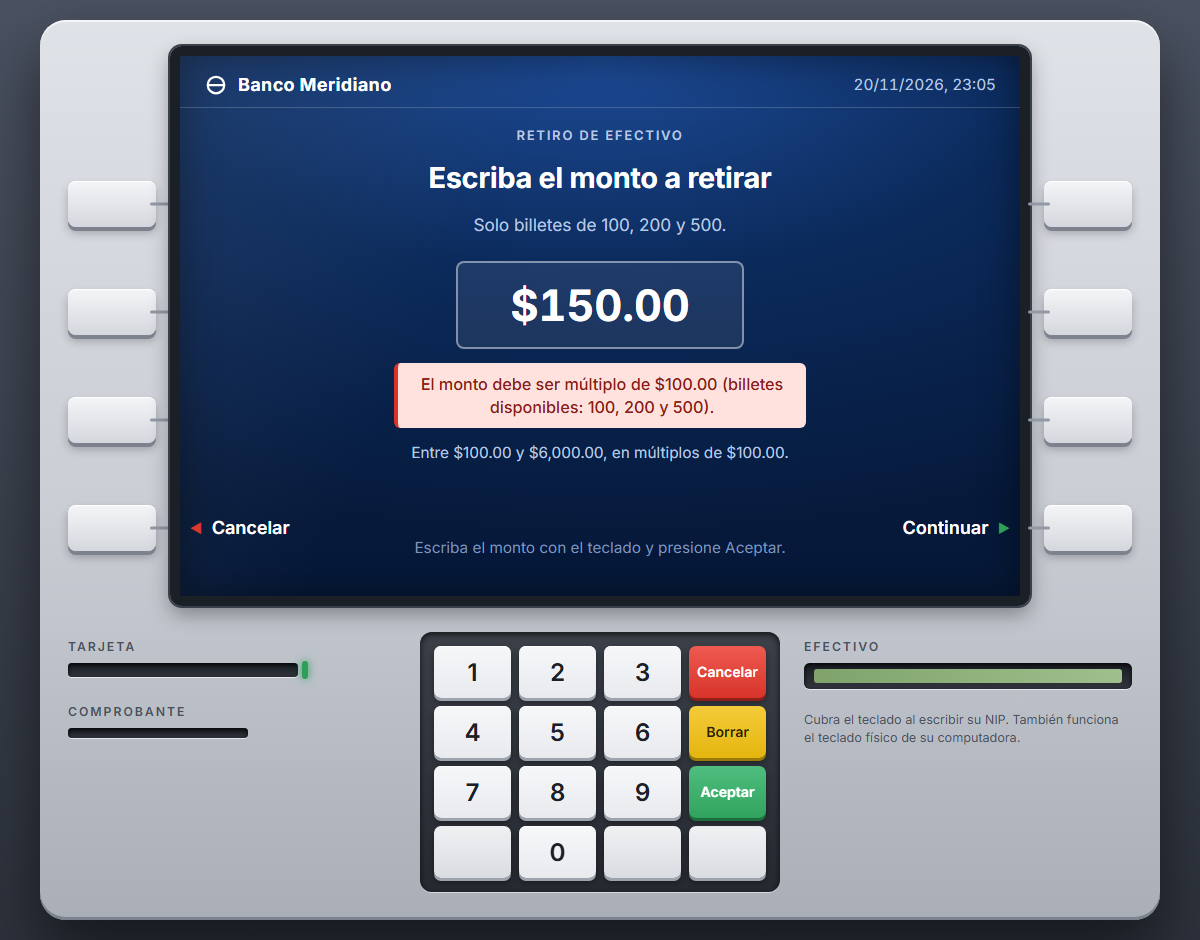 Banco Meridiano
20/11/2026, 23:05
RETIRO DE EFECTIVO
Escriba el monto a retirar
Solo billetes de 100, 200 y 500.
$150.00
El monto debe ser múltiplo de $100.00 (billetes
disponibles: 100, 200 y 500).
Entre $100.00 y $6,000.00, en múltiplos de $100.00.
Cancelar
Continuar
Escriba el monto con el teclado y presione Aceptar.
TARJETA
COMPROBANTE
1 2 3 Cancelar
4 5 6 Borrar
7 8 9 Aceptar
0
EFECTIVO
Cubra el teclado al escribir su NIP. También funciona
el teclado físico de su computadora.